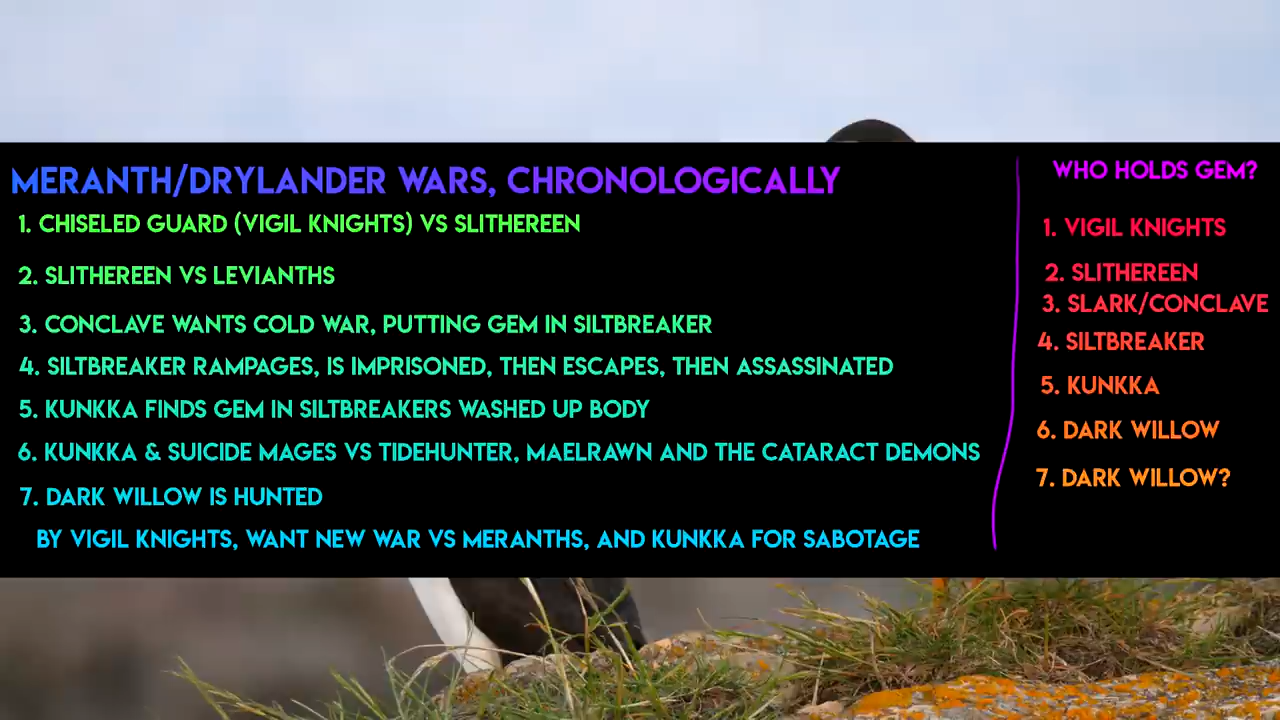 MERANTH/DRYLANDER WARS, CHRONOLOGICALLY
1. CHISELED GUARD (VIGIL KNIGHTS) VS SLITHEREEN
2. SLITHEREEN VS LEVIANTHS
3. CONCLAVE WANTS COLD WAR, PUTTING GEM IN SILTBREAKER
4. SILTBREAKER RAMPAGES, IS IMPRISONED, THEN ESCAPES, THEN ASSASSINATED
5. KUNKKA FINDS GEM IN SILTBREAKERS WASHED UP BODY
6. KUNKKA & SUICIDE MAGES VS TIDEHUNTER, MAELRAWN AND THE CATARACT DEMONS
7. DARK WILLOW IS HUNTED
BY VIGIL KNIGHTS, WANT NEW WAR VS MERANTHS, AND KUNKKA FOR SABOTAGE
WHO HOLDS GEM?
1. VIGIL KNIGHTS
2. SLITHEREEN
3. SLARK/CONCLAVE
4. SILTBREAKER
5. KUNKKA
6. DARK WILLOW
7. DARK WILLOW?